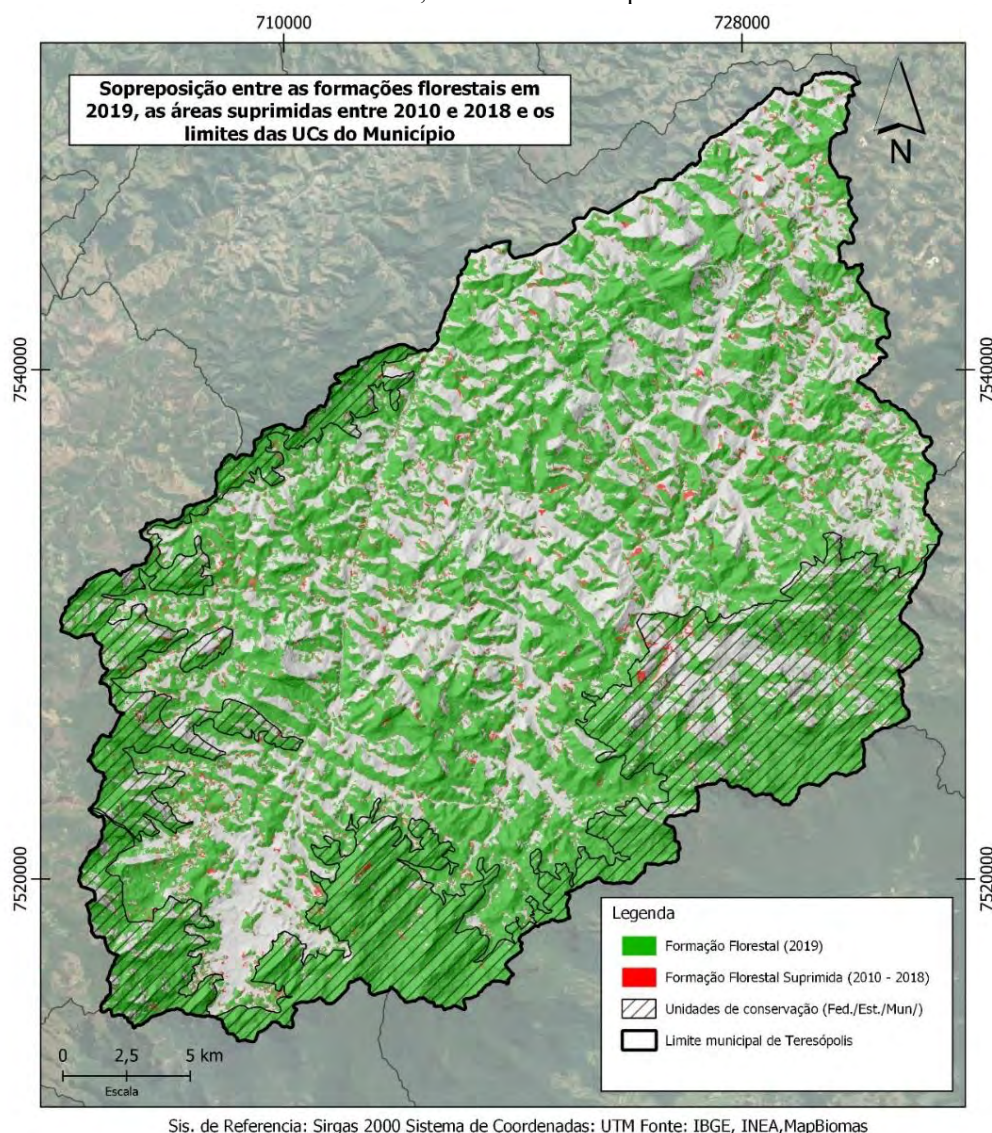 710000
728000
Sopreposição entre as formações florestais em
2019, as áreas suprimidas entre 2010 e 2018 e os
limites das UCs do Município
N
7540000
7540000
7520000
7520000
Legenda
Formação Florestal (2019)
Formação Florestal Suprimida (2010 - 2018)
Unidades de conservação (Fed./Est./Mun/)
Limite municipal de Teresópolis
0 2,5 5 km
Escala
Sis. de Referencia: Sirgas 2000 Sistema de Coordenadas: UTM Fonte: IBGE, INEA,MapBiomas